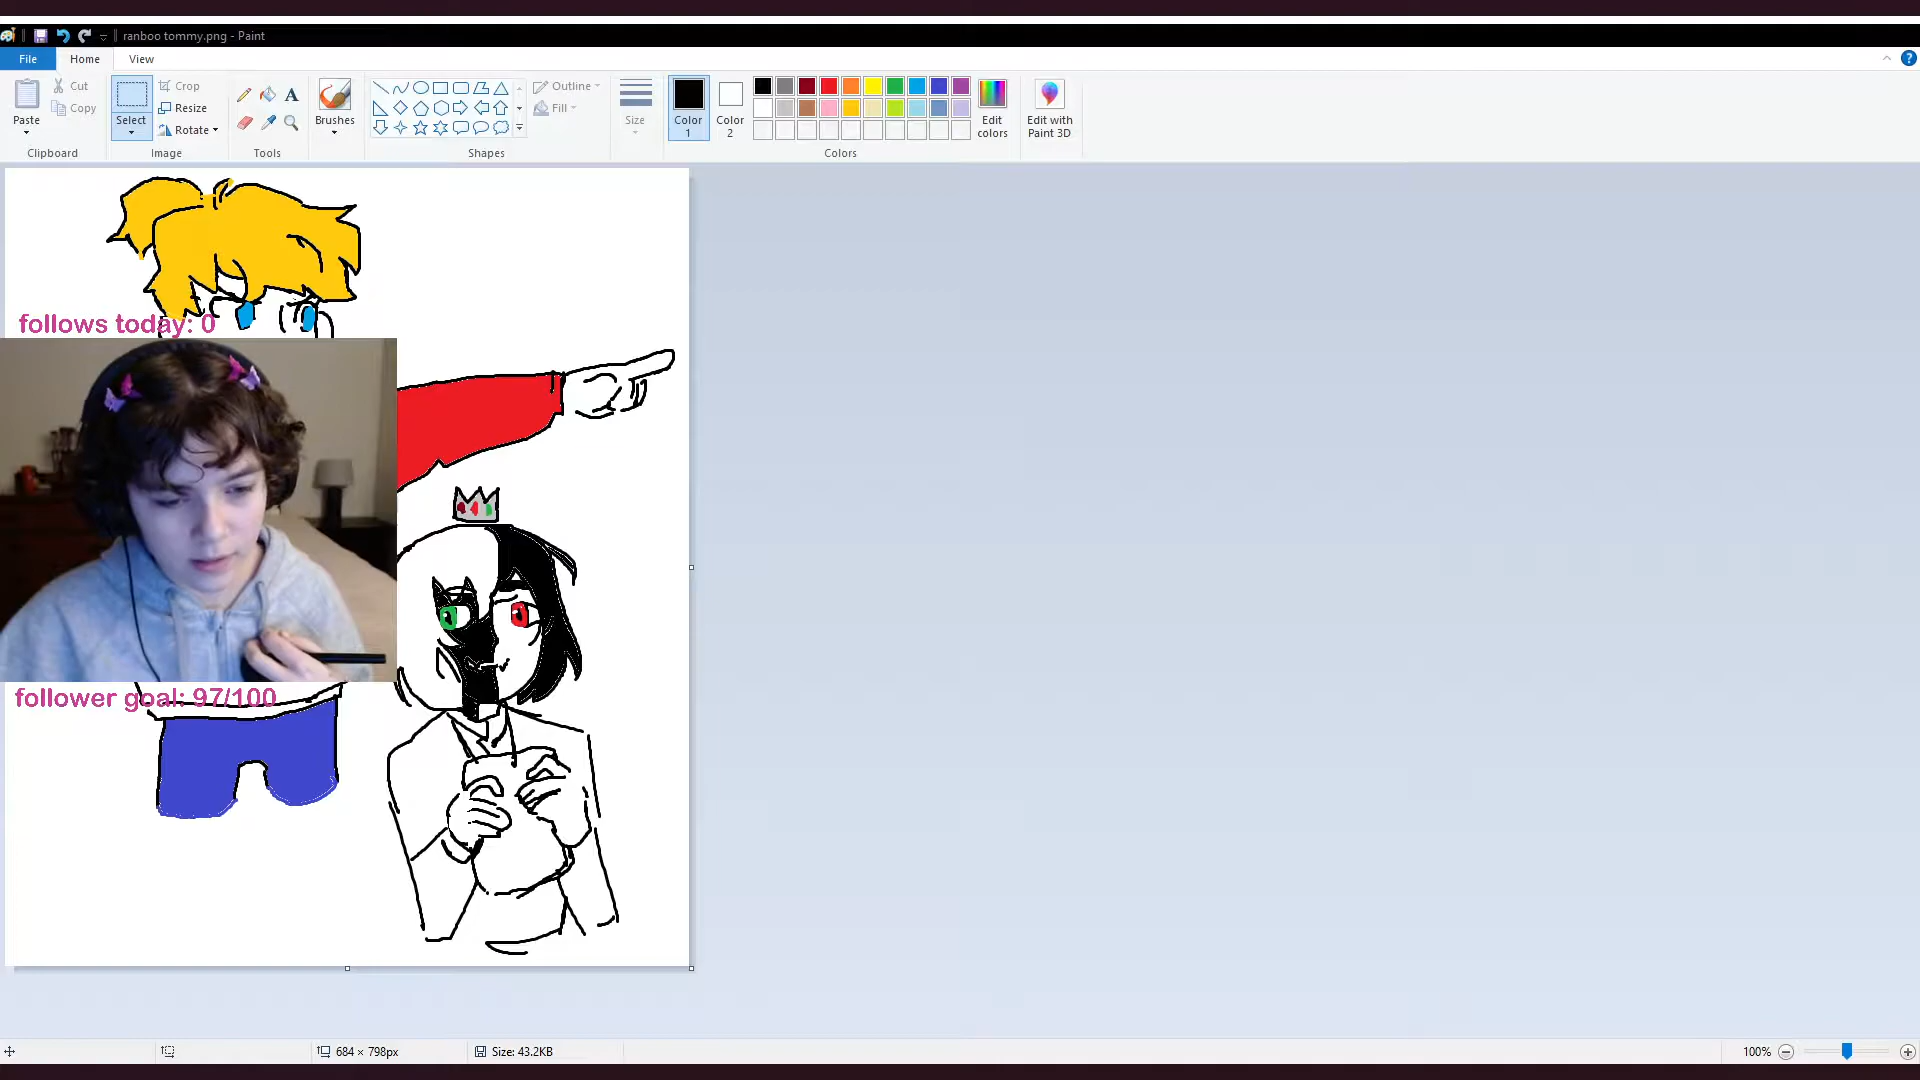 ranboo tommy.png - Paint
File Home View
Paste
Cut
Copy
Clipboard
Select
Crop
Resize
Rotate
Image
A
Tools
Brushes
Shapes
Outline
Fill
Size
Color 1
Color 2
Colors
Edit colors
Edit with Paint 3D
?
follows today: 0
follower goal: 97/100
684 × 798px
Size: 43.2KB
100%